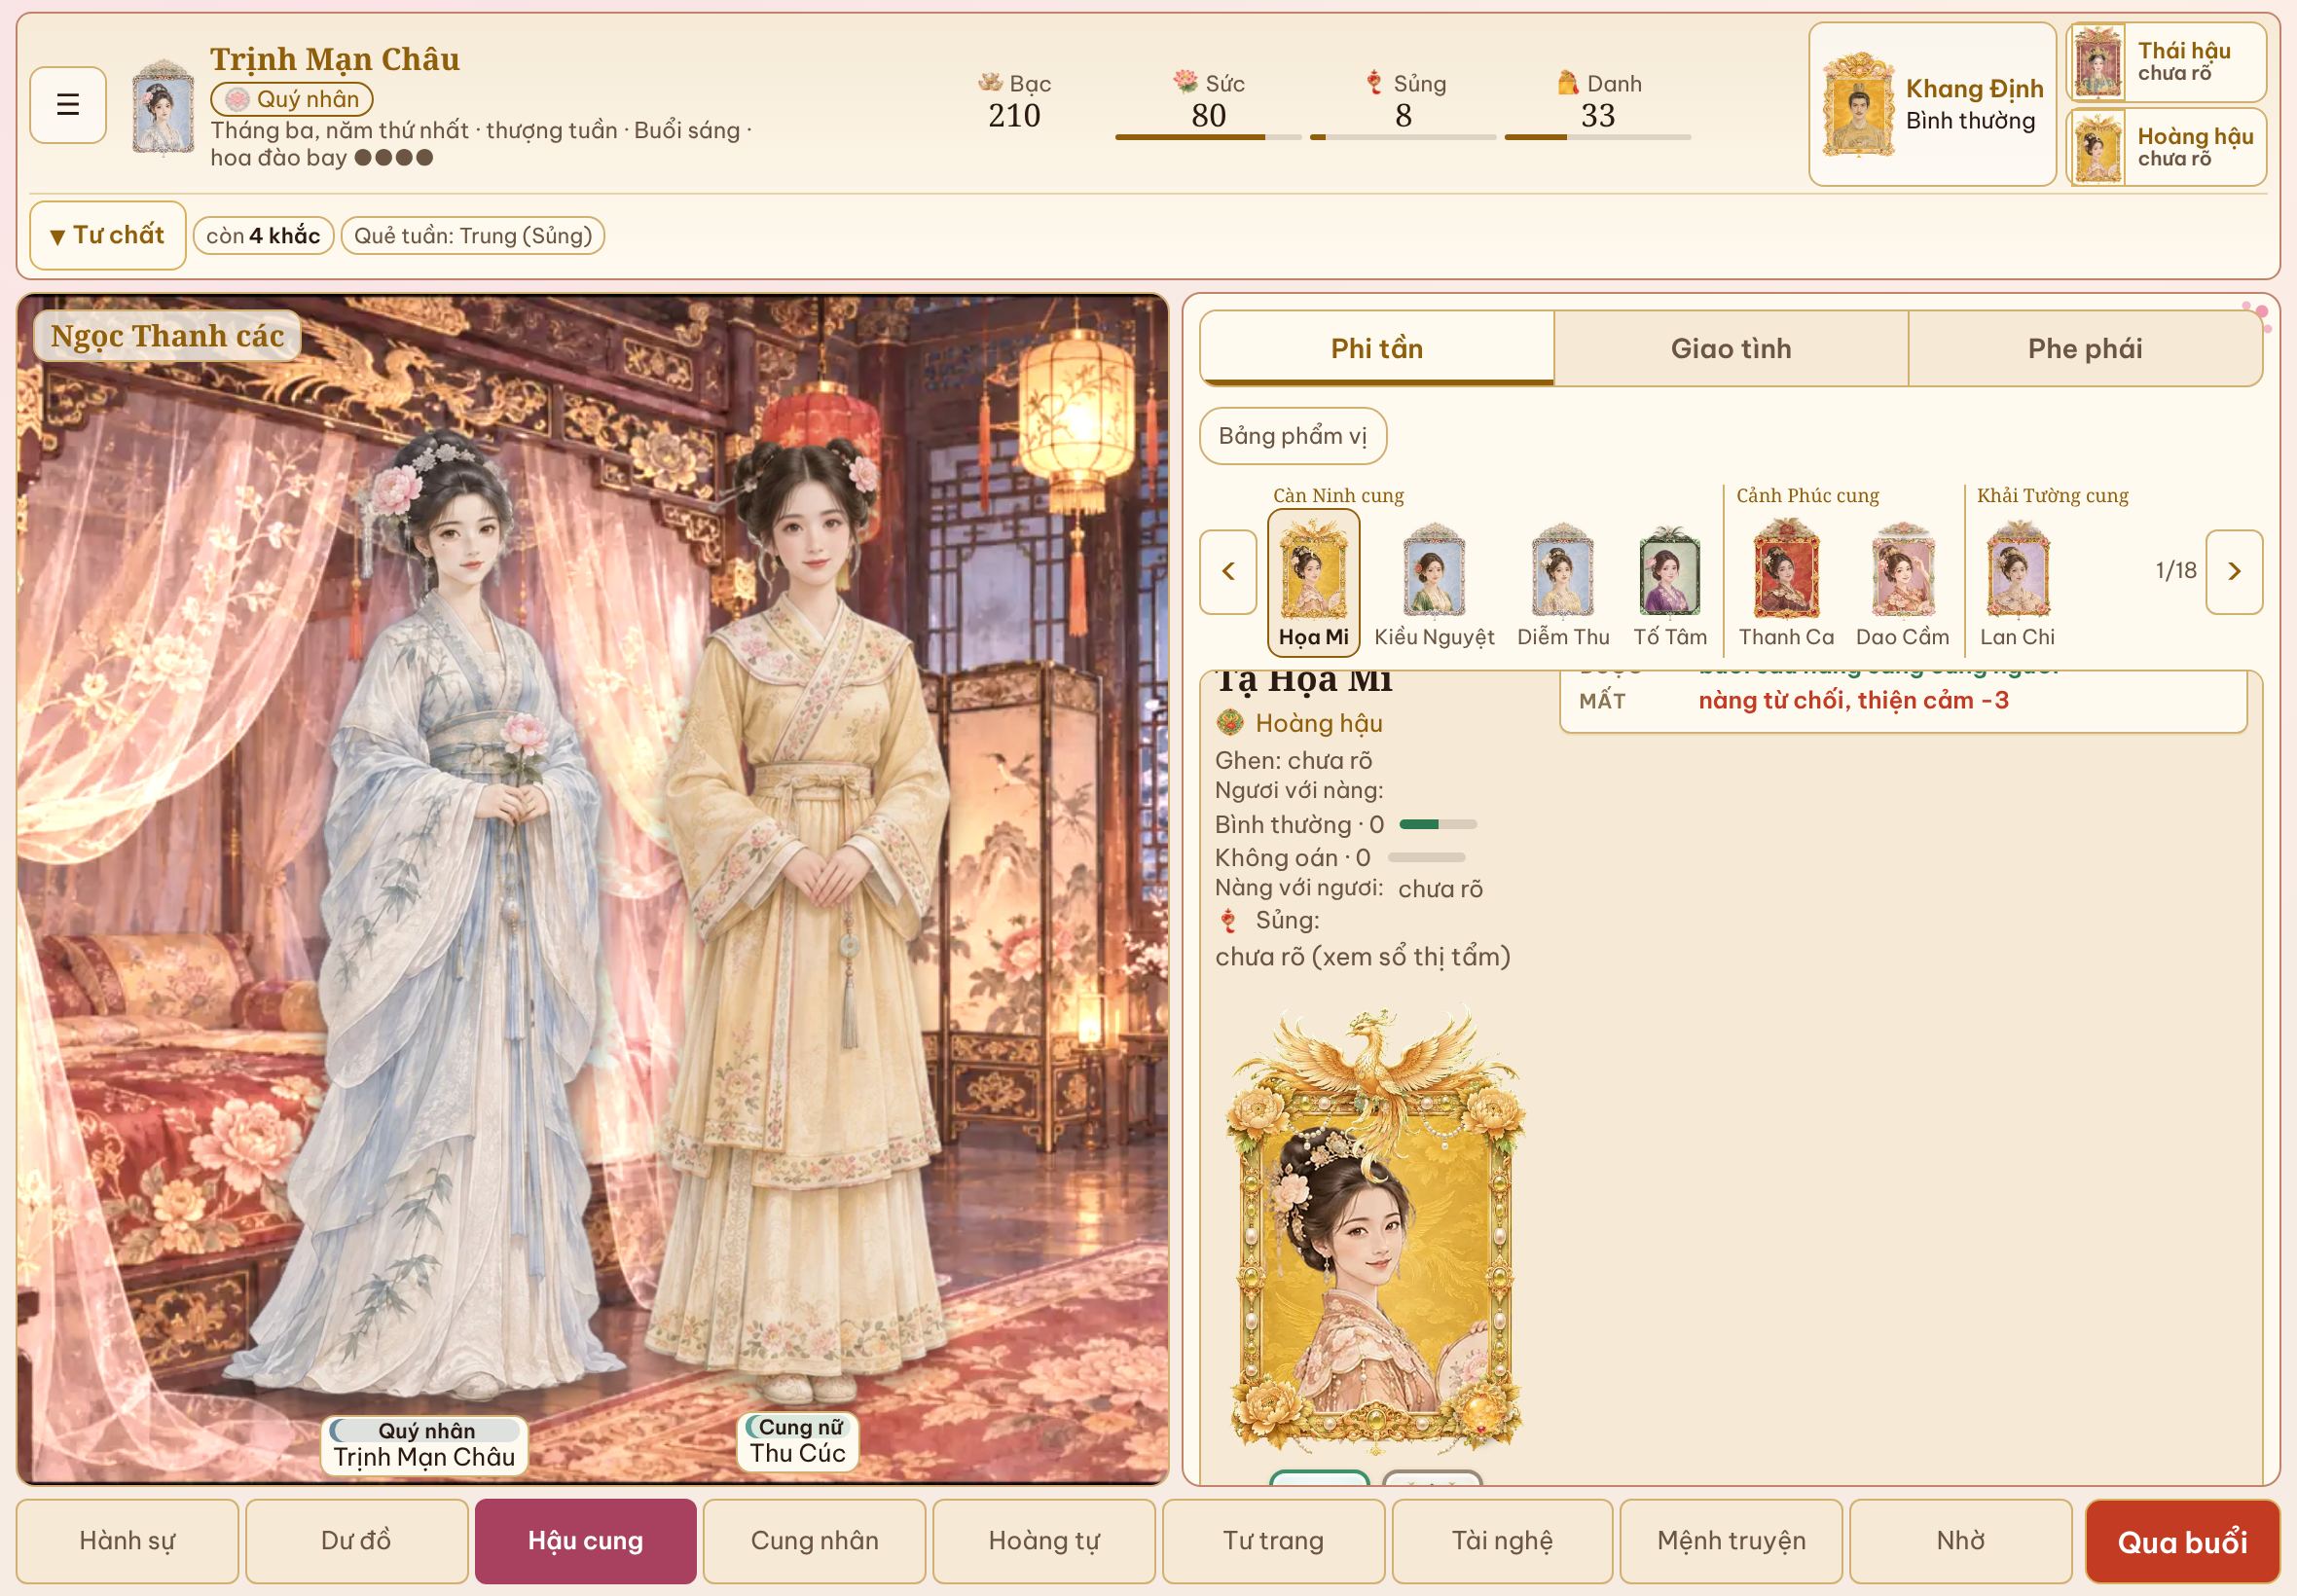 ☰
Trịnh Mạn Châu
Quý nhân
Tháng ba, năm thứ nhất · thượng tuần · Buổi sáng ·
hoa đào bay
Bạc
210
Sức
80
Sủng
8
Danh
33
Khang Định
Bình thường
Thái hậu
chưa rõ
Hoàng hậu
chưa rõ
▼ Tư chất
còn 4 khắc
Quẻ tuần: Trung (Sủng)
Ngọc Thanh các
Quý nhân
Trịnh Mạn Châu
Cung nữ
Thu Cúc
Phi tần
Giao tình
Phe phái
Bảng phẩm vị
Càn Ninh cung
Cảnh Phúc cung
Khải Tường cung
Họa Mi
Kiều Nguyệt
Diễm Thu
Tố Tâm
Thanh Ca
Dao Cầm
Lan Chi
1/18
Tạ Họa Mi
Hoàng hậu
Ghen: chưa rõ
Ngươi với nàng:
Bình thường · 0
Không oán · 0
Nàng với ngươi: chưa rõ
Sủng:
chưa rõ (xem sổ thị tẩm)
MẤT nàng từ chối, thiện cảm -3
Hành sự
Dư đồ
Hậu cung
Cung nhân
Hoàng tự
Tư trang
Tài nghệ
Mệnh truyện
Nhờ
Qua buổi